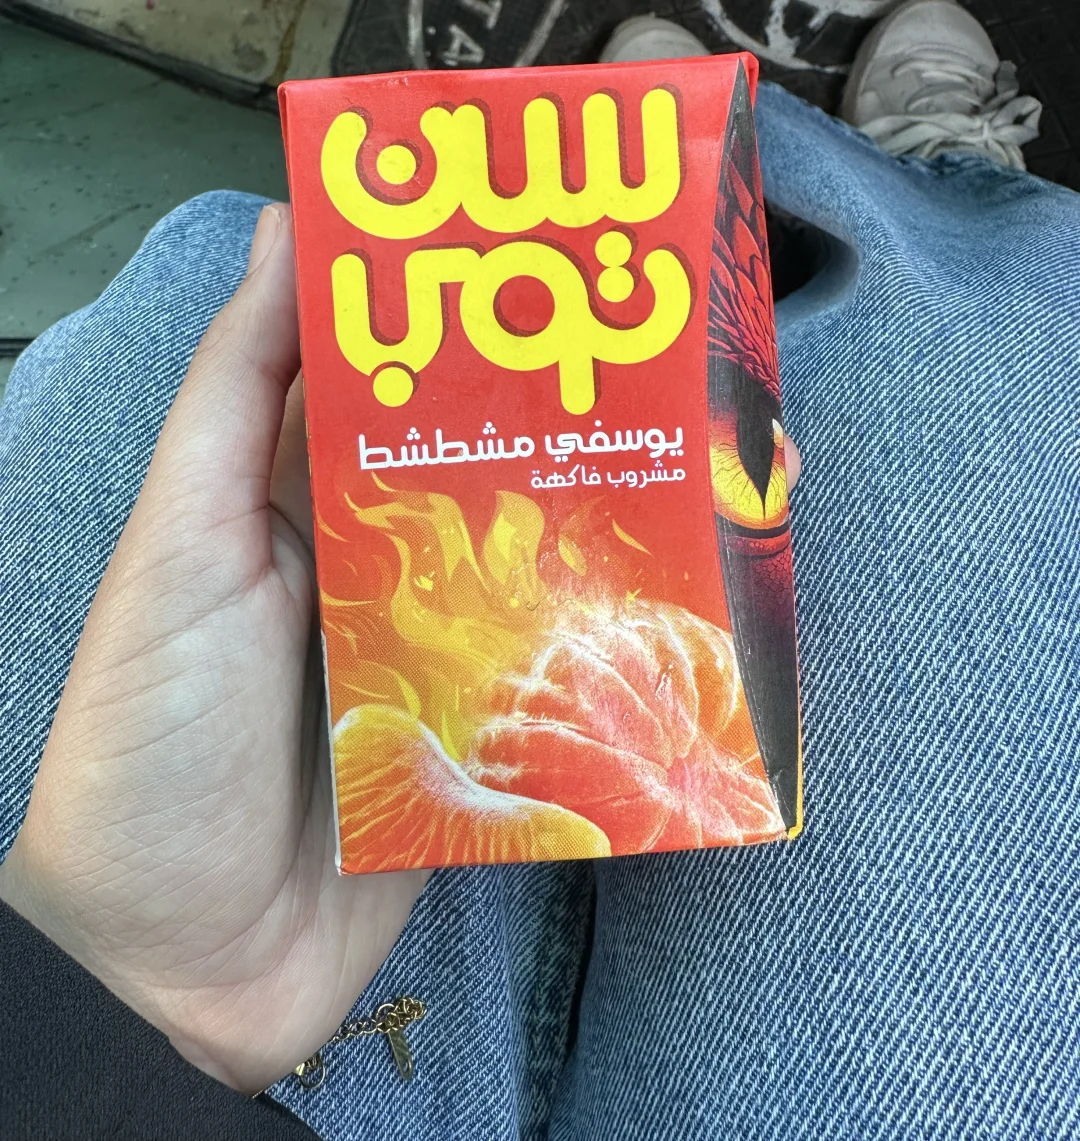 سن
توب
يوسفي مشطشط
مشروب فاكهة